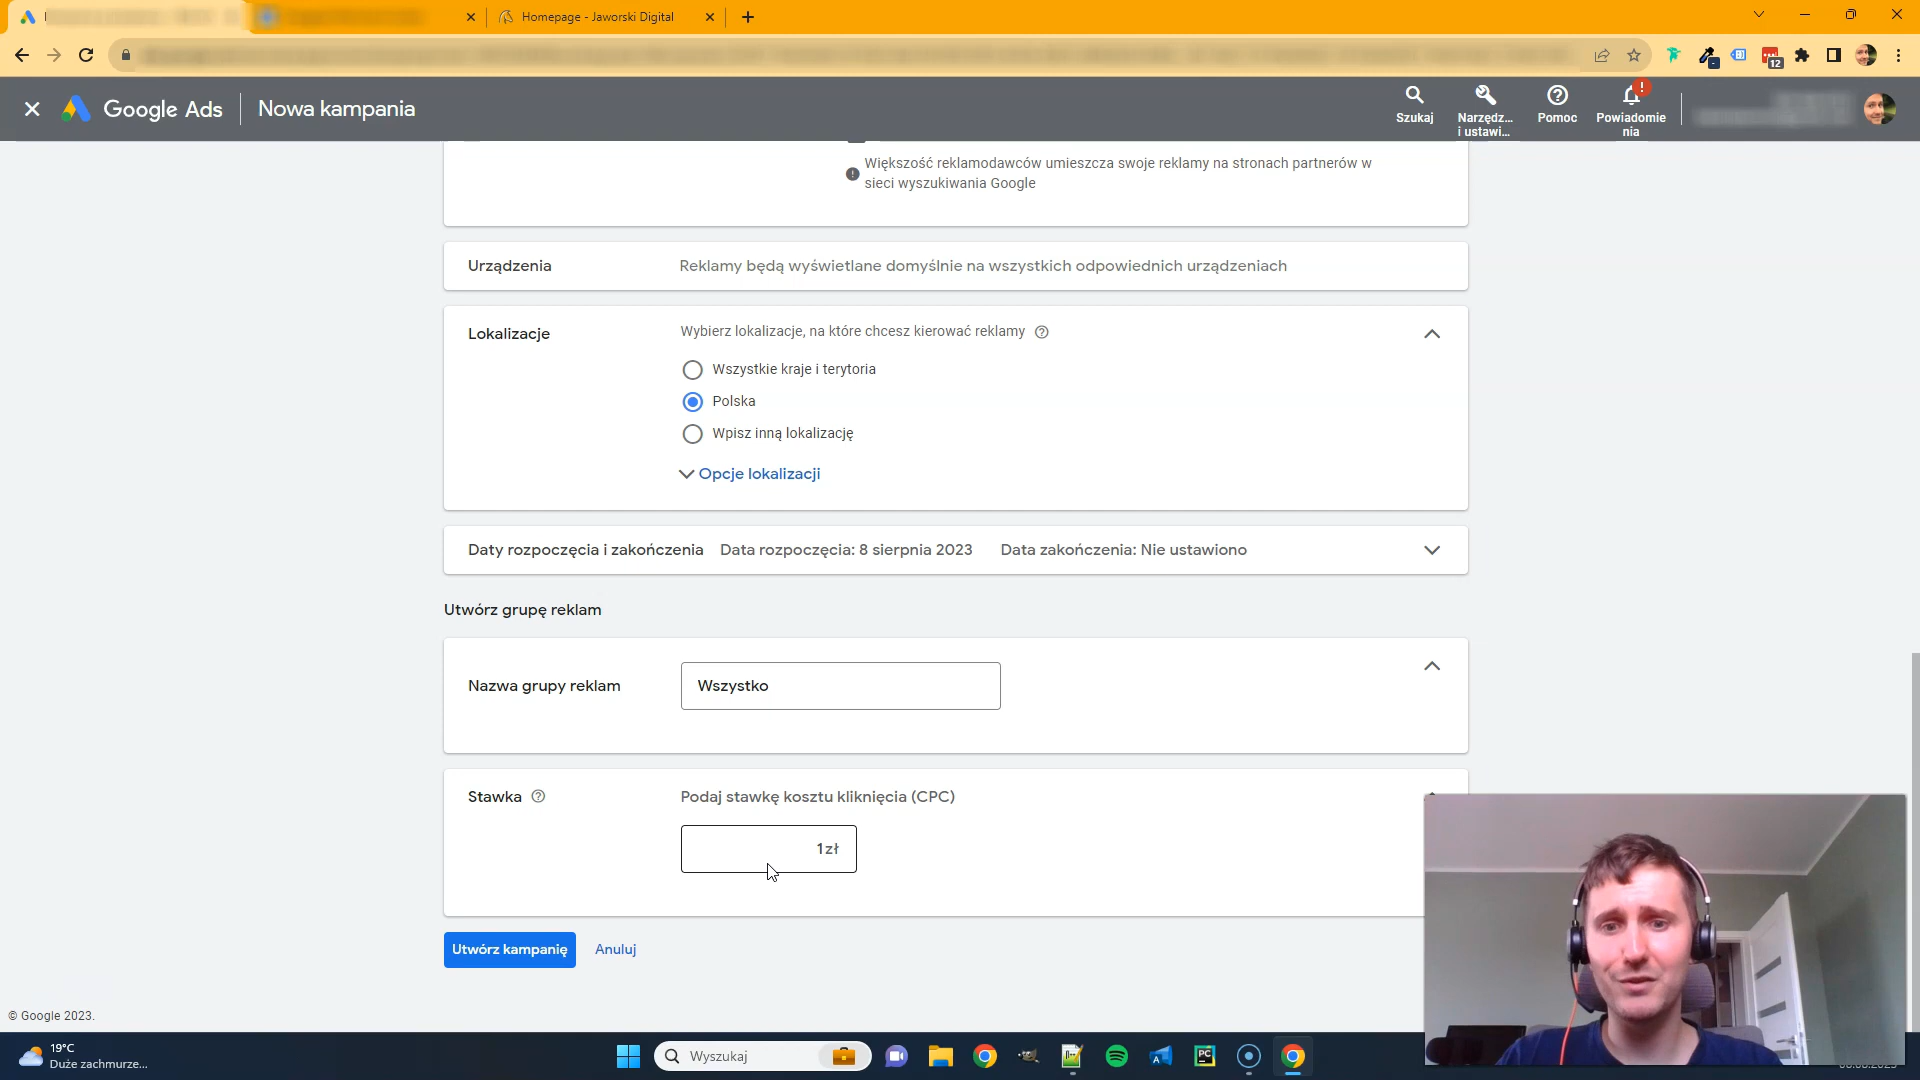 Homepage - Jaworski Digital
Google Ads
Nowa kampania
Szukaj
Narzędz...
i ustawi...
Pomoc
Powiadomie
nia
12
Większość reklamodawców umieszcza swoje reklamy na stronach partnerów w
sieci wyszukiwania Google
Urządzenia
Reklamy będą wyświetlane domyślnie na wszystkich odpowiednich urządzeniach
Lokalizacje
Wybierz lokalizacje, na które chcesz kierować reklamy
Wszystkie kraje i terytoria
Polska
Wpisz inną lokalizację
Opcje lokalizacji
Daty rozpoczęcia i zakończenia
Data rozpoczęcia: 8 sierpnia 2023
Data zakończenia: Nie ustawiono
Utwórz grupę reklam
Nazwa grupy reklam
Wszystko
Stawka
Podaj stawkę kosztu kliknięcia (CPC)
1 zł
Utwórz kampanię
Anuluj
© Google 2023.
19°C
Duże zachmurze...
Wyszukaj
PC